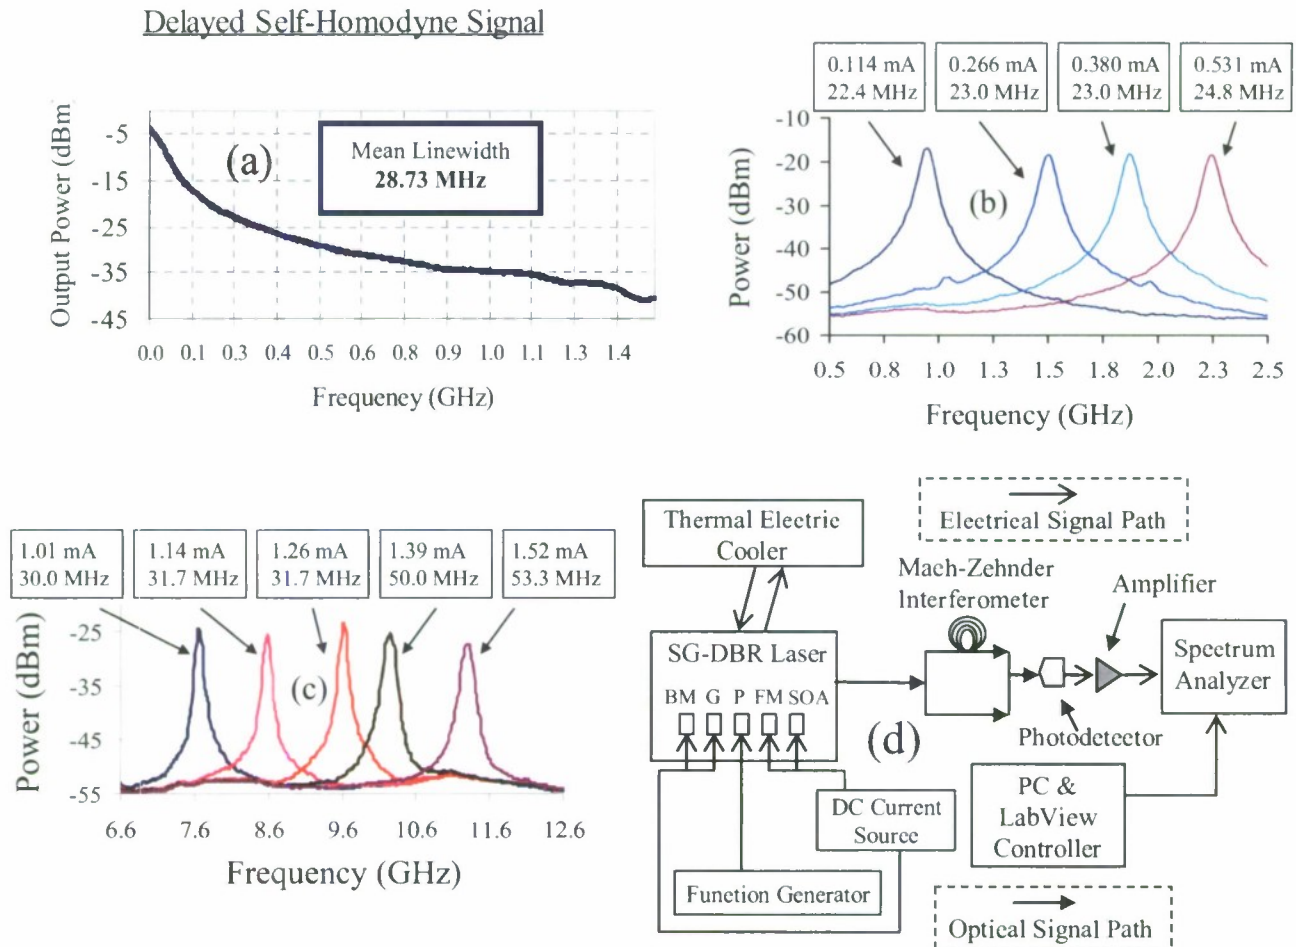 Delayed Self-Homodyne Signal
Output Power (dBm)
-5
-15
-25
-35
-45
(a)
Mean Linewidth
28.73 MHz
0.0 0.1 0.3 0.4 0.5 0.6 0.8 0.9 1.0 1.1 1.3 1.4
Frequency (GHz)
0.114 mA
22.4 MHz
0.266 mA
23.0 MHz
0.380 mA
23.0 MHz
0.531 mA
24.8 MHz
Power (dBm)
-10
-20
-30
-40
-50
-60
(b)
0.5 0.8 1.0 1.3 1.5 1.8 2.0 2.3 2.5
Frequency (GHz)
1.01 mA
30.0 MHz
1.14 mA
31.7 MHz
1.26 mA
31.7 MHz
1.39 mA
50.0 MHz
1.52 mA
53.3 MHz
Power (dBm)
-25
-35
-45
-55
(c)
6.6 7.6 8.6 9.6 10.6 11.6 12.6
Frequency (GHz)
Electrical Signal Path
Thermal Electric
Cooler
Mach-Zehnder
Interferometer
Amplifier
SG-DBR Laser
BM G P FM SOA
Spectrum
Analyzer
(d)
Photodetector
DC Current
Source
PC &
LabView
Controller
Function Generator
Optical Signal Path